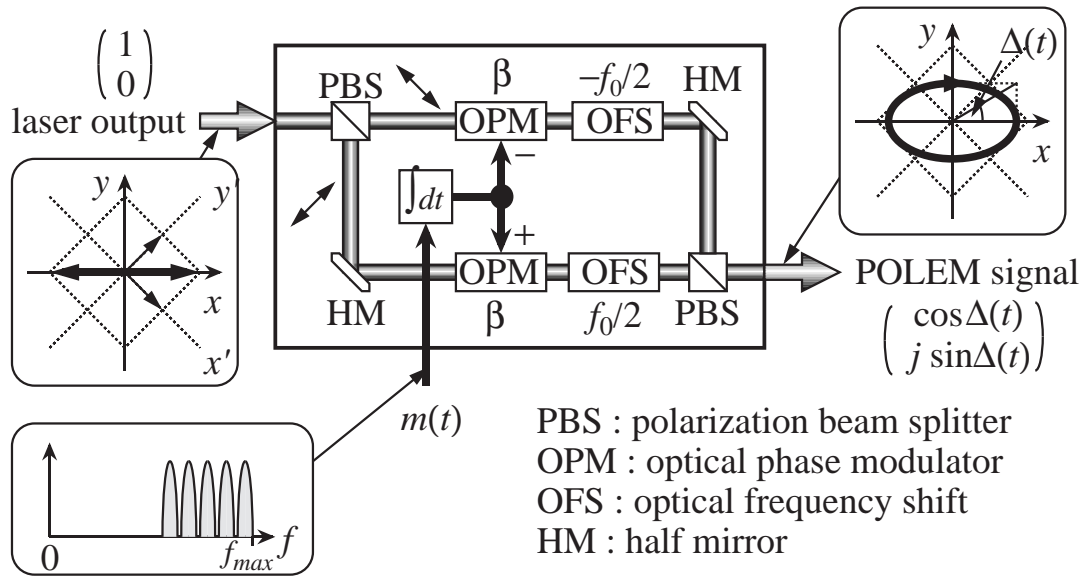 ( 1
0 )
laser output
PBS
β
−f0/2
HM
OPM
OFS
−
∫dt
+
OPM
OFS
HM
β
f0/2
PBS
y
y'
x
x'
y
Δ(t)
x
POLEM signal
( cosΔ(t)
j sinΔ(t) )
m(t)
0
fmax
f
PBS : polarization beam splitter
OPM : optical phase modulator
OFS : optical frequency shift
HM : half mirror